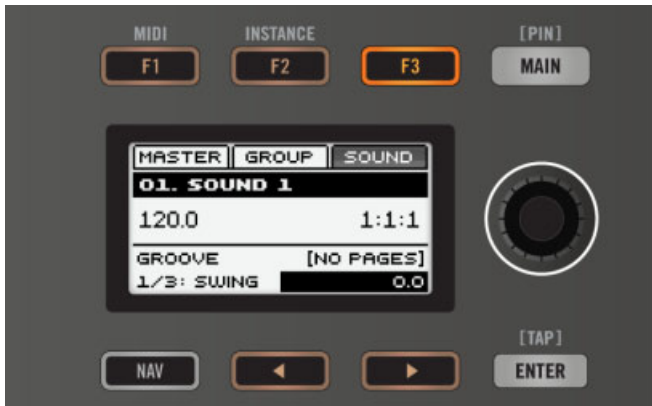 MIDI INSTANCE [PIN]
F1 F2 F3 MAIN
MASTER GROUP SOUND
01. SOUND 1
120.0 1:1:1
GROOVE [NO PAGES]
1/3: SWING 0.0
[TAP]
NAV ENTER